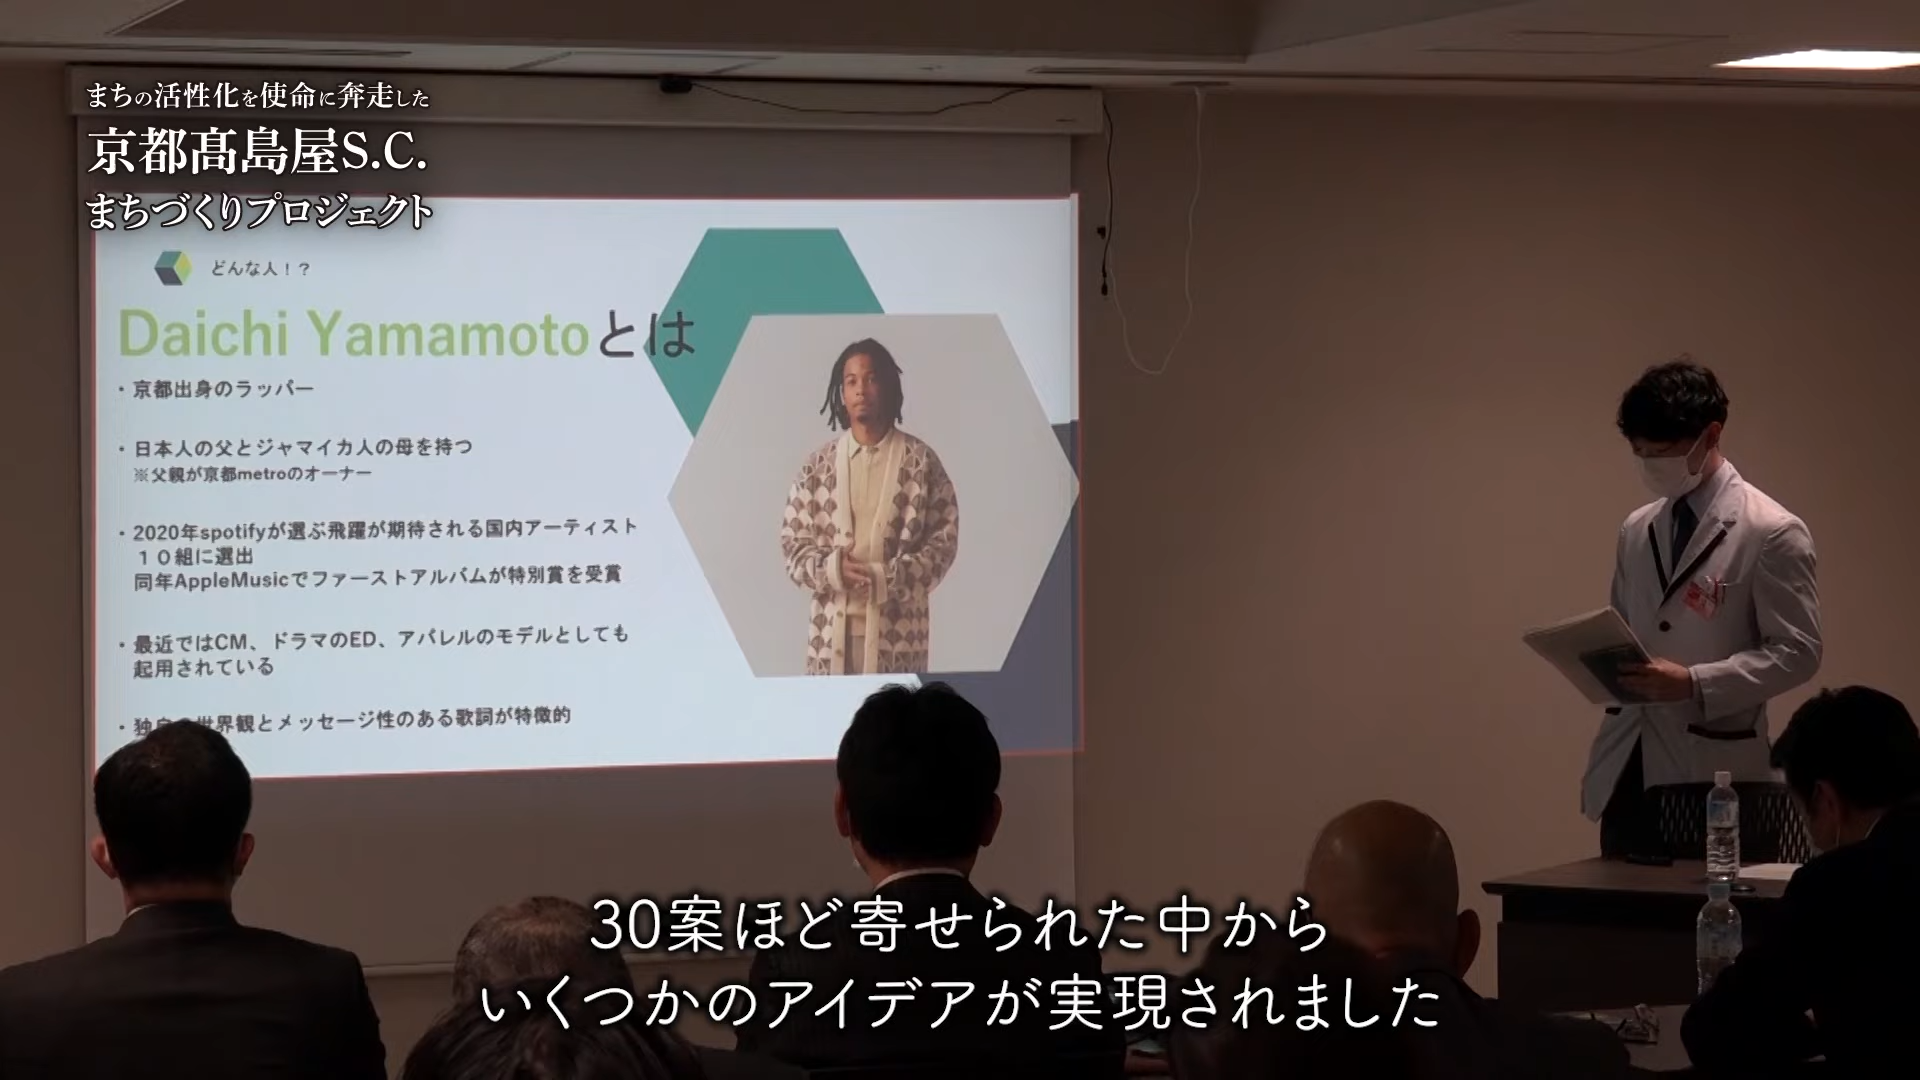 まちの活性化を使命に奔走した
京都髙島屋S.C.
まちづくりプロジェクト
どんな人！？
Daichi Yamamotoとは
・京都出身のラッパー
・日本人の父とジャマイカ人の母を持つ
※父親が京都metroのオーナー
・2020年spotifyが選ぶ飛躍が期待される国内アーティスト
１０組に選出
同年AppleMusicでファーストアルバムが特別賞を受賞
・最近ではCM、ドラマのED、アパレルのモデルとしても
起用されている
・独自の世界観とメッセージ性のある歌詞が特徴的
30案ほど寄せられた中から
いくつかのアイデアが実現されました